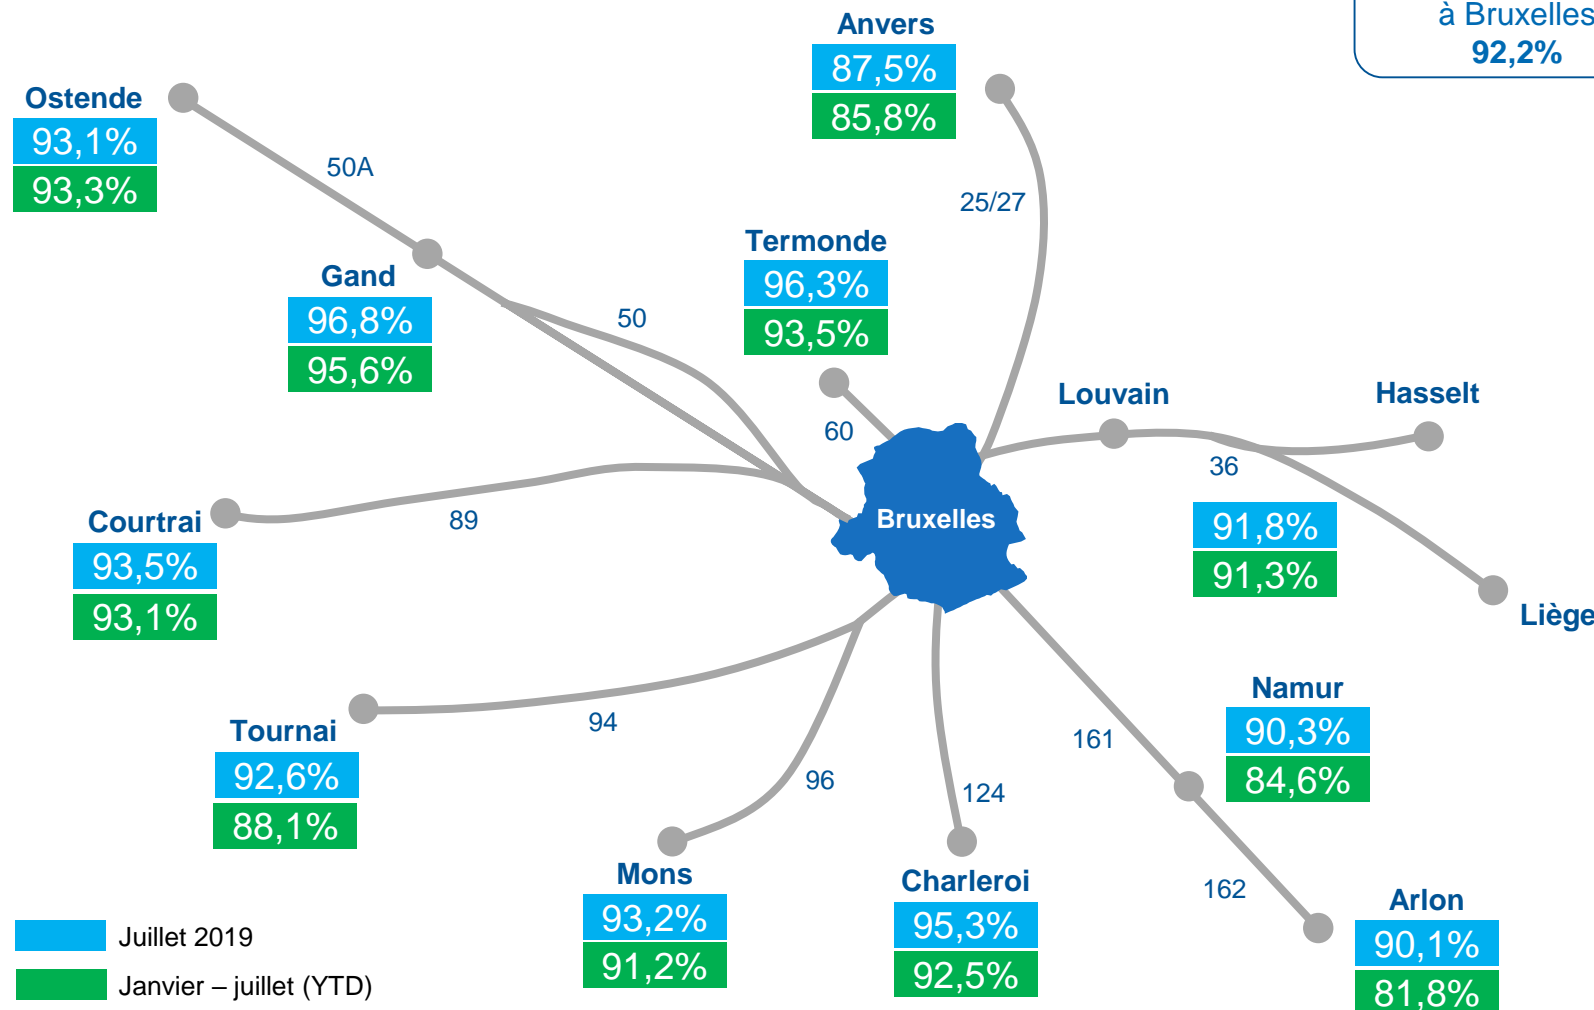 à Bruxelles
92,2%
Anvers
87,5%
85,8%
Ostende
93,1%
93,3%
50A
25/27
Termonde
96,3%
93,5%
Gand
96,8%
95,6%
50
60
Louvain
Hasselt
36
91,8%
91,3%
Liège
Bruxelles
Courtrai
93,5%
93,1%
89
Tournai
92,6%
88,1%
94
96
124
161
Namur
90,3%
84,6%
162
Mons
93,2%
91,2%
Charleroi
95,3%
92,5%
Arlon
90,1%
81,8%
Juillet 2019
Janvier – juillet (YTD)